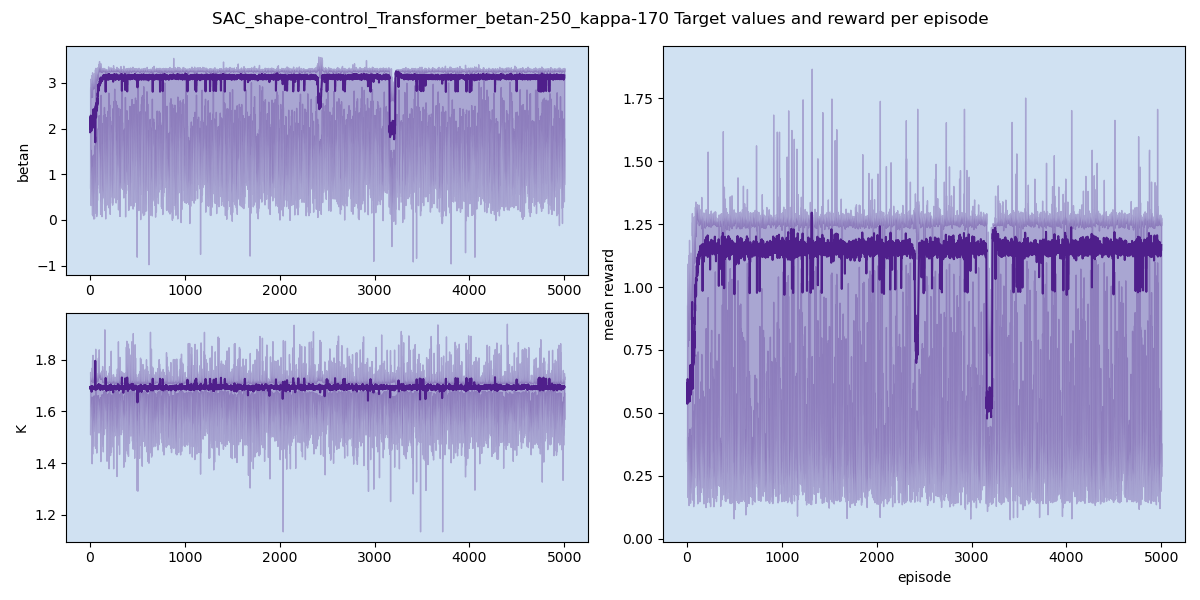 SAC_shape-control_Transformer_betan-250_kappa-170 Target values and reward per episode
betan
3
2
1
0
−1
0 1000 2000 3000 4000 5000
K
1.8
1.6
1.4
1.2
0 1000 2000 3000 4000 5000
mean reward
1.75
1.50
1.25
1.00
0.75
0.50
0.25
0.00
0 1000 2000 3000 4000 5000
episode